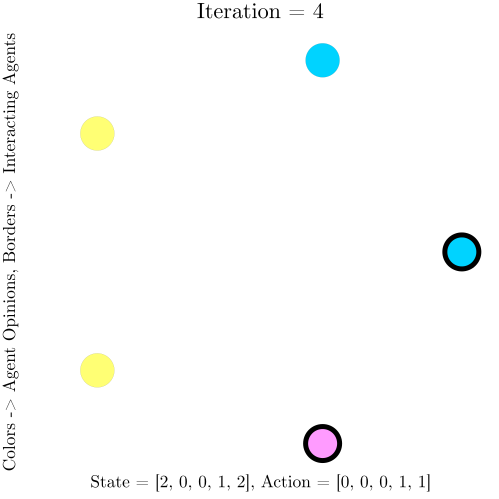 Iteration = 4
Colors -> Agent Opinions, Borders -> Interacting Agents
State = [2, 0, 0, 1, 2], Action = [0, 0, 0, 1, 1]